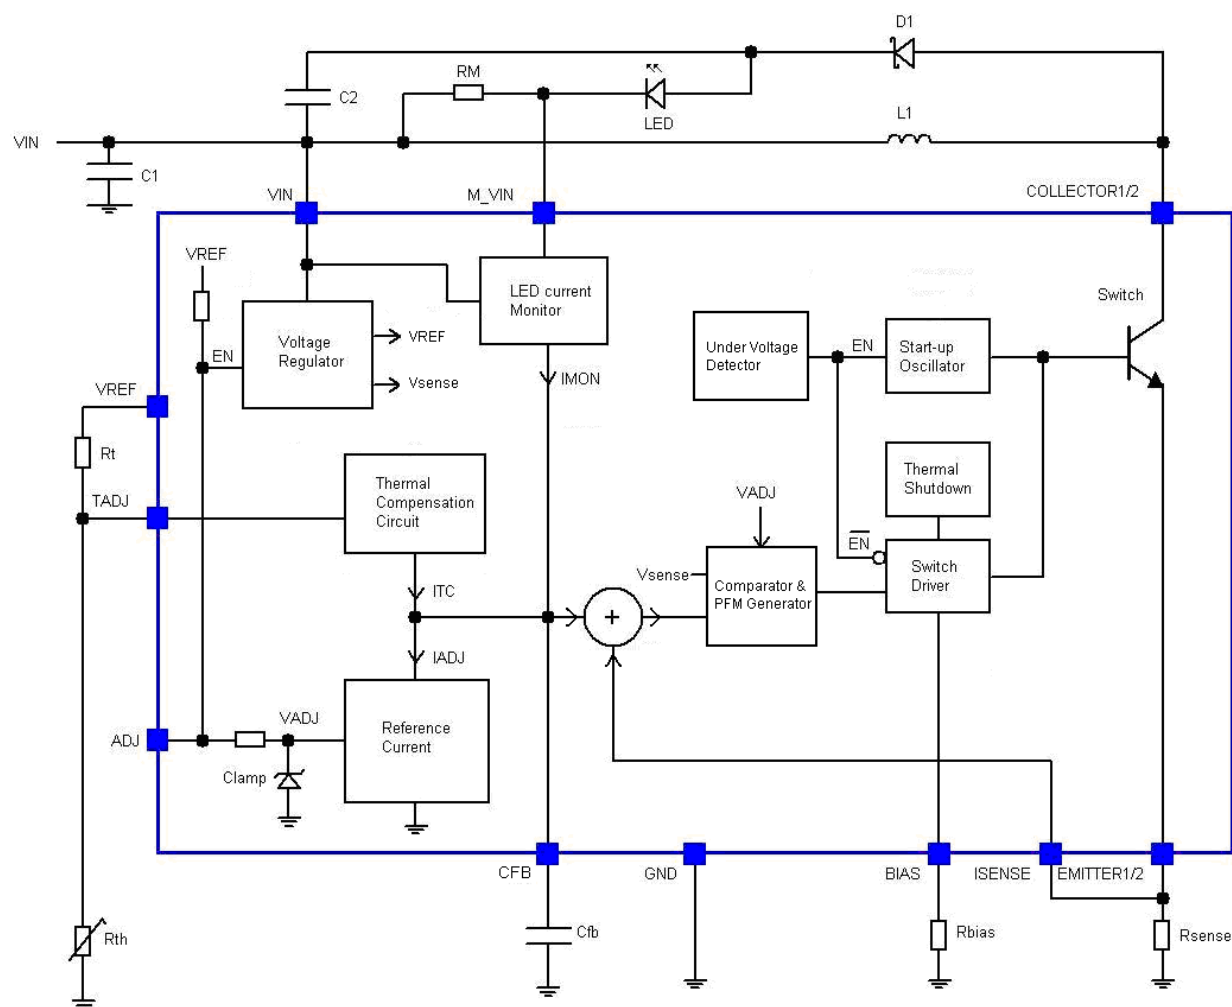 D1
RM
C2
LED
L1
VIN
C1
VIN
M_VIN
COLLECTOR1/2
VREF
LED current
Monitor
Switch
Voltage
Regulator
VREF
Vsense
EN
IMON
Under Voltage
Detector
EN
Start-up
Oscillator
VREF
Rt
TADJ
Thermal
Compensation
Circuit
Thermal
Shutdown
VADJ
EN
Vsense
Comparator &
PFM Generator
Switch
Driver
ITC
+
IADJ
ADJ
VADJ
Reference
Current
Clamp
CFB
GND
BIAS
ISENSE
EMITTER1/2
Rth
Cfb
Rbias
Rsense